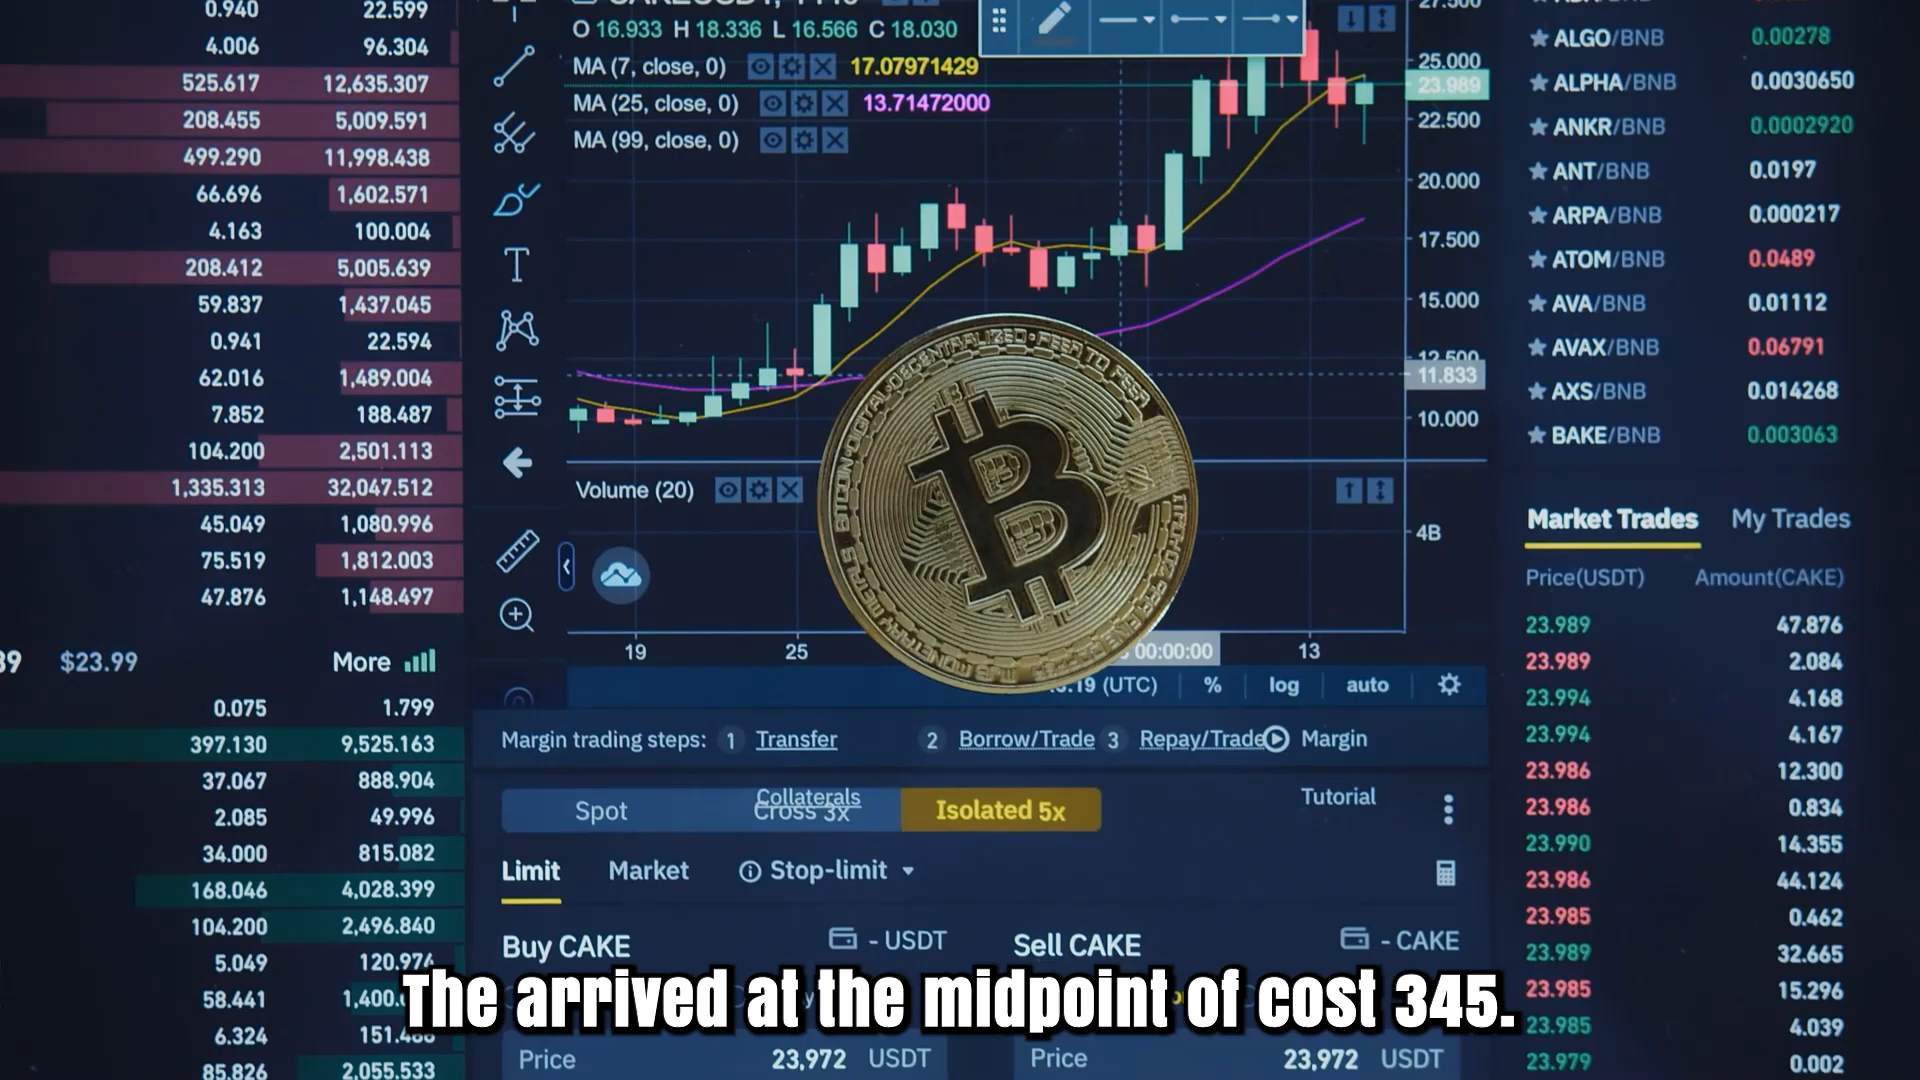 0.940 22.599
4.006 96.304
525.617 12,635.307
208.455 5,009.591
499.290 11,998.438
66.696 1,602.571
4.163 100.004
208.412 5,005.639
59.837 1,437.045
0.941 22.594
62.016 1,489.004
7.852 188.487
104.200 2,501.113
1,335.313 32,047.512
45.049 1,080.996
75.519 1,812.003
47.876 1,148.497
$23.99 More
0.075 1.799
397.130 9,525.163
37.067 888.904
2.085 49.996
34.000 815.082
168.046 4,028.399
104.200 2,496.840
5.049 120.974
58.441
6.324
85.826 2,055.533
O 16.933 H 18.336 L 16.566 C 18.030
MA (7, close, 0) 17.07971429
MA (25, close, 0) 13.71472000
MA (99, close, 0)
27.500
25.000
23.989
22.500
20.000
17.500
15.000
12.500
11.833
10.000
Volume (20)
4B
BITCOIN·DIGITAL·DECENTRALIZED·PEER TO PEER
19 25 00:00:00 13
(UTC) % log auto
Margin trading steps: 1 Transfer 2 Borrow/Trade 3 Repay/Trade Margin
Collaterals Tutorial
Spot Cross 3x Isolated 5x
Limit Market Stop-limit
Buy CAKE - USDT Sell CAKE - CAKE
The arrived at the midpoint of cost 345.
Price 23,972 USDT Price 23,972 USDT
ALGO/BNB 0.00278
ALPHA/BNB 0.0030650
ANKR/BNB 0.0002920
ANT/BNB 0.0197
ARPA/BNB 0.000217
ATOM/BNB 0.0489
AVA/BNB 0.01112
AVAX/BNB 0.06791
AXS/BNB 0.014268
BAKE/BNB 0.003063
Market Trades My Trades
Price(USDT) Amount(CAKE)
23.989 47.876
23.989 2.084
23.994 4.168
23.994 4.167
23.986 12.300
23.986 0.834
23.990 14.355
23.986 44.124
23.985 0.462
23.989 32.665
23.985 15.296
23.985 4.039
23.979 0.002